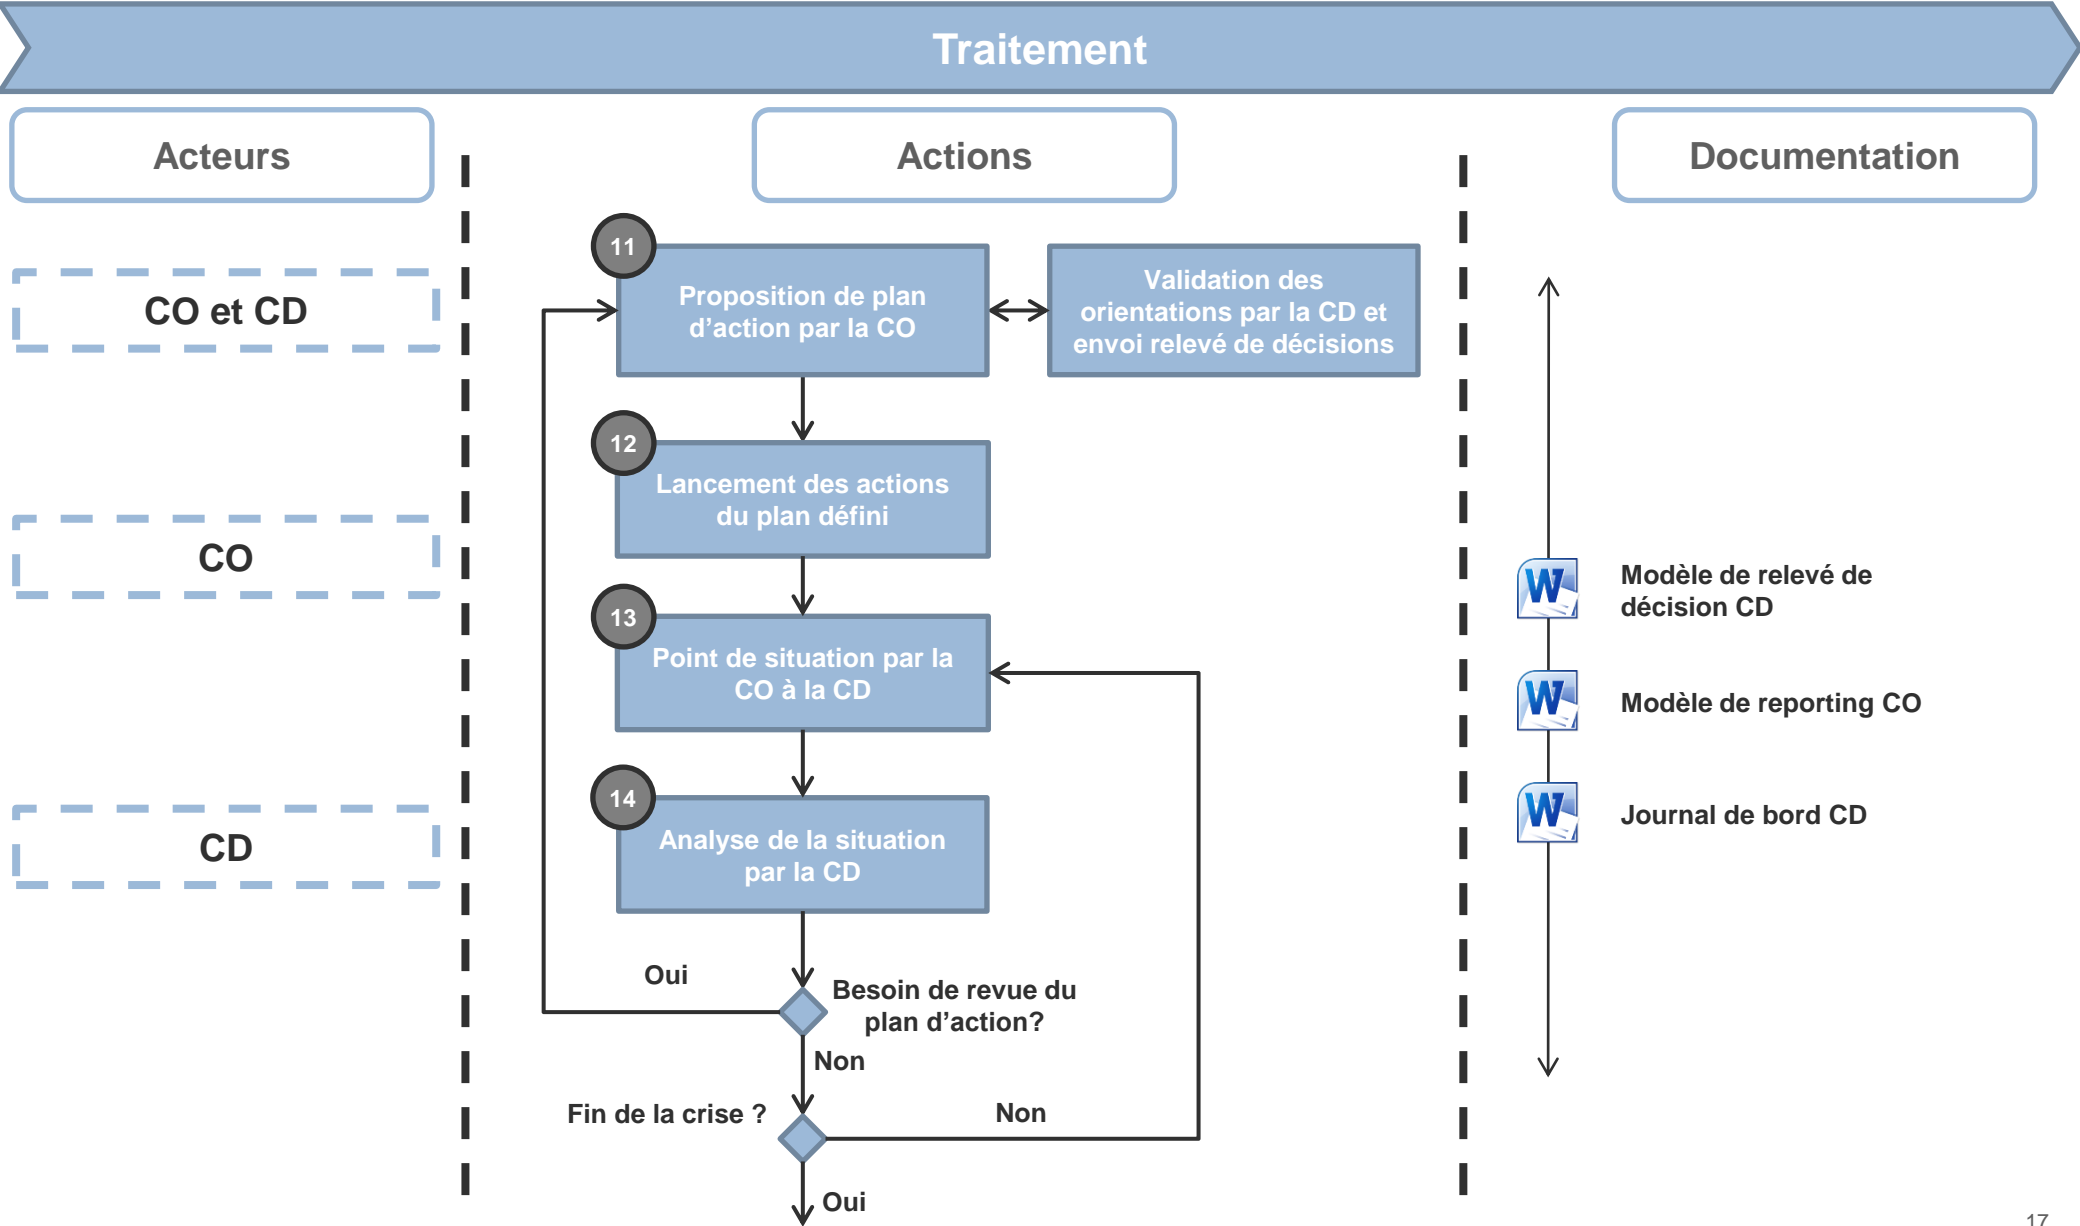 Traitement
Acteurs
Actions
Documentation
11
CO et CD
Proposition de plan
d’action par la CO
Validation des
orientations par la CD et
envoi relevé de décisions
12
Lancement des actions
du plan défini
CO
13
Point de situation par la
CO à la CD
14
CD
Analyse de la situation
par la CD
Oui
Besoin de revue du
plan d’action?
Non
Fin de la crise ?
Non
Oui
W
Modèle de relevé de
décision CD
W
Modèle de reporting CO
W
Journal de bord CD
17